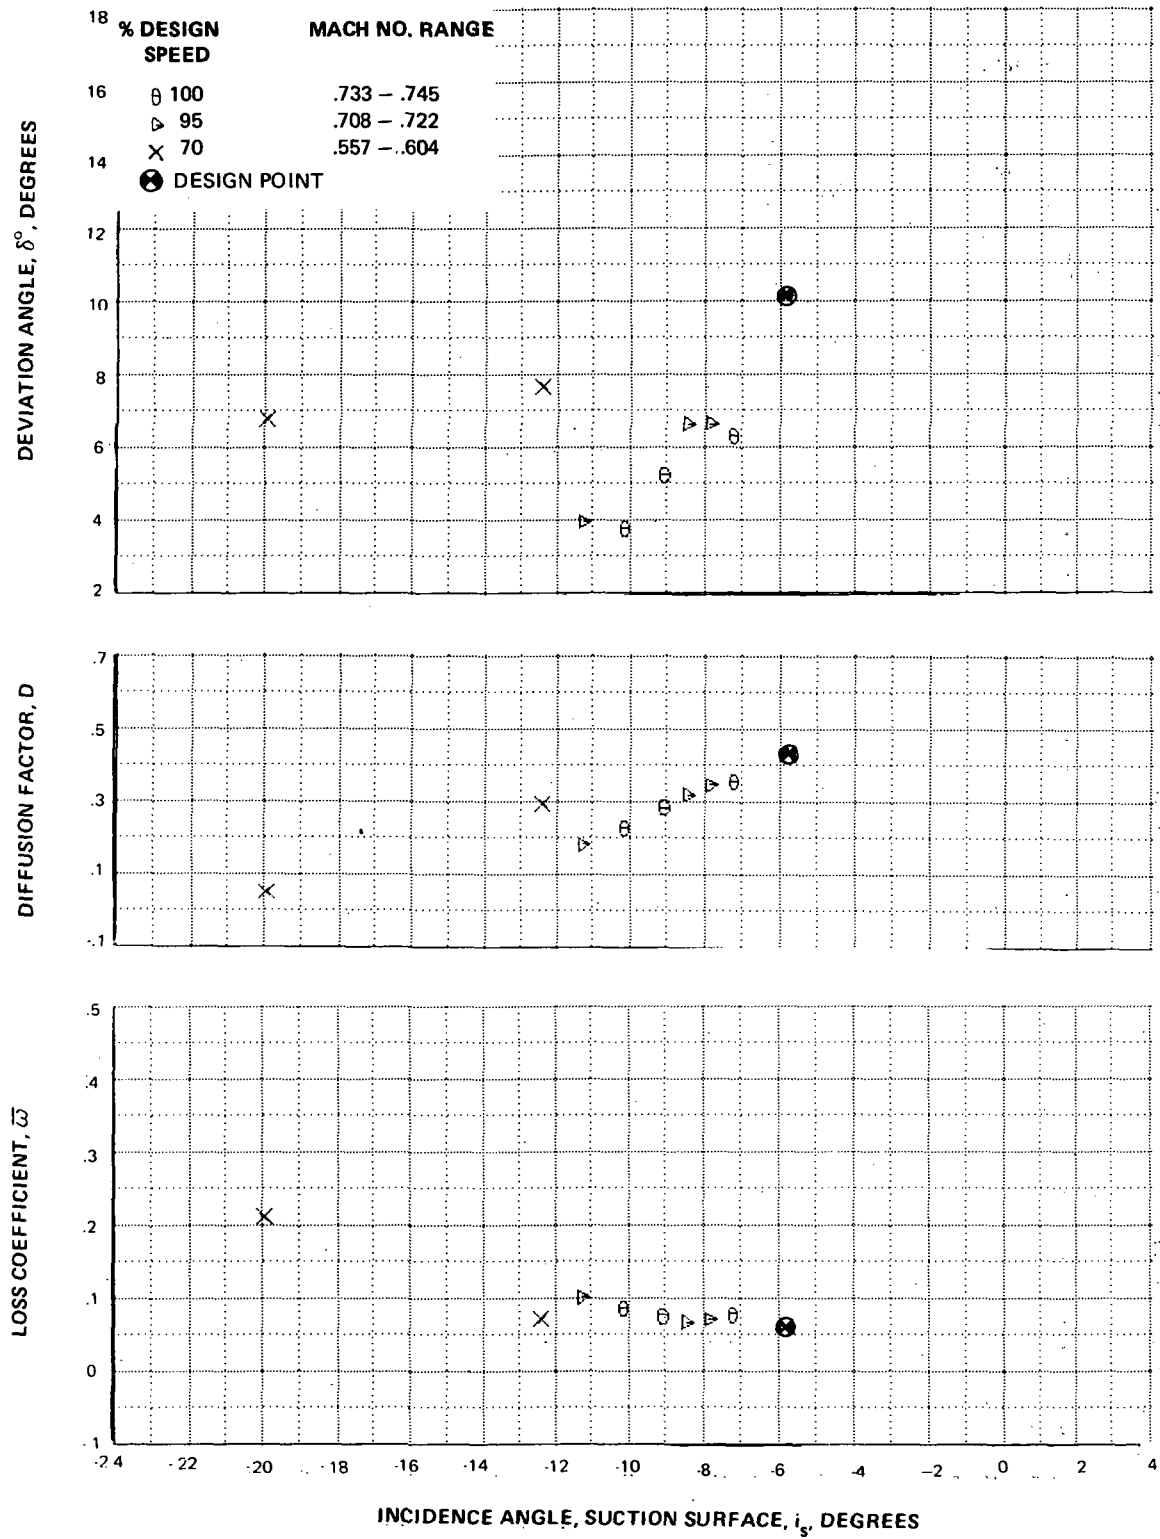 % DESIGN SPEED
MACH NO. RANGE
θ 100 .733 – .745
▷ 95 .708 – .722
× 70 .557 – .604
DESIGN POINT
DEVIATION ANGLE, δ°, DEGREES
18
16
14
12
10
8
6
4
2
DIFFUSION FACTOR, D
.7
.5
.3
.1
-.1
LOSS COEFFICIENT, ϖ
.5
.4
.3
.2
.1
0
.1
-24 -22 -20 -18 -16 -14 -12 -10 -8 -6 -4 -2 0 2 4
INCIDENCE ANGLE, SUCTION SURFACE, iₛ, DEGREES